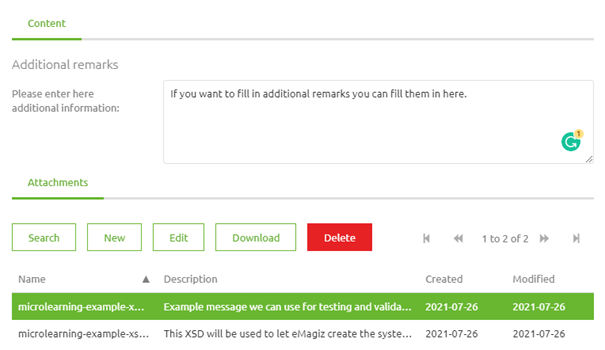 Content
Additional remarks
Please enter here
additional information:
If you want to fill in additional remarks you can fill them in here.
1
Attachments
Search New Edit Download Delete 1 to 2 of 2
Name ▲ Description Created Modified
microlearning-example-x... Example message we can use for testing and valida... 2021-07-26 2021-07-26
microlearning-example-xs... This XSD will be used to let eMagiz create the syste... 2021-07-26 2021-07-26